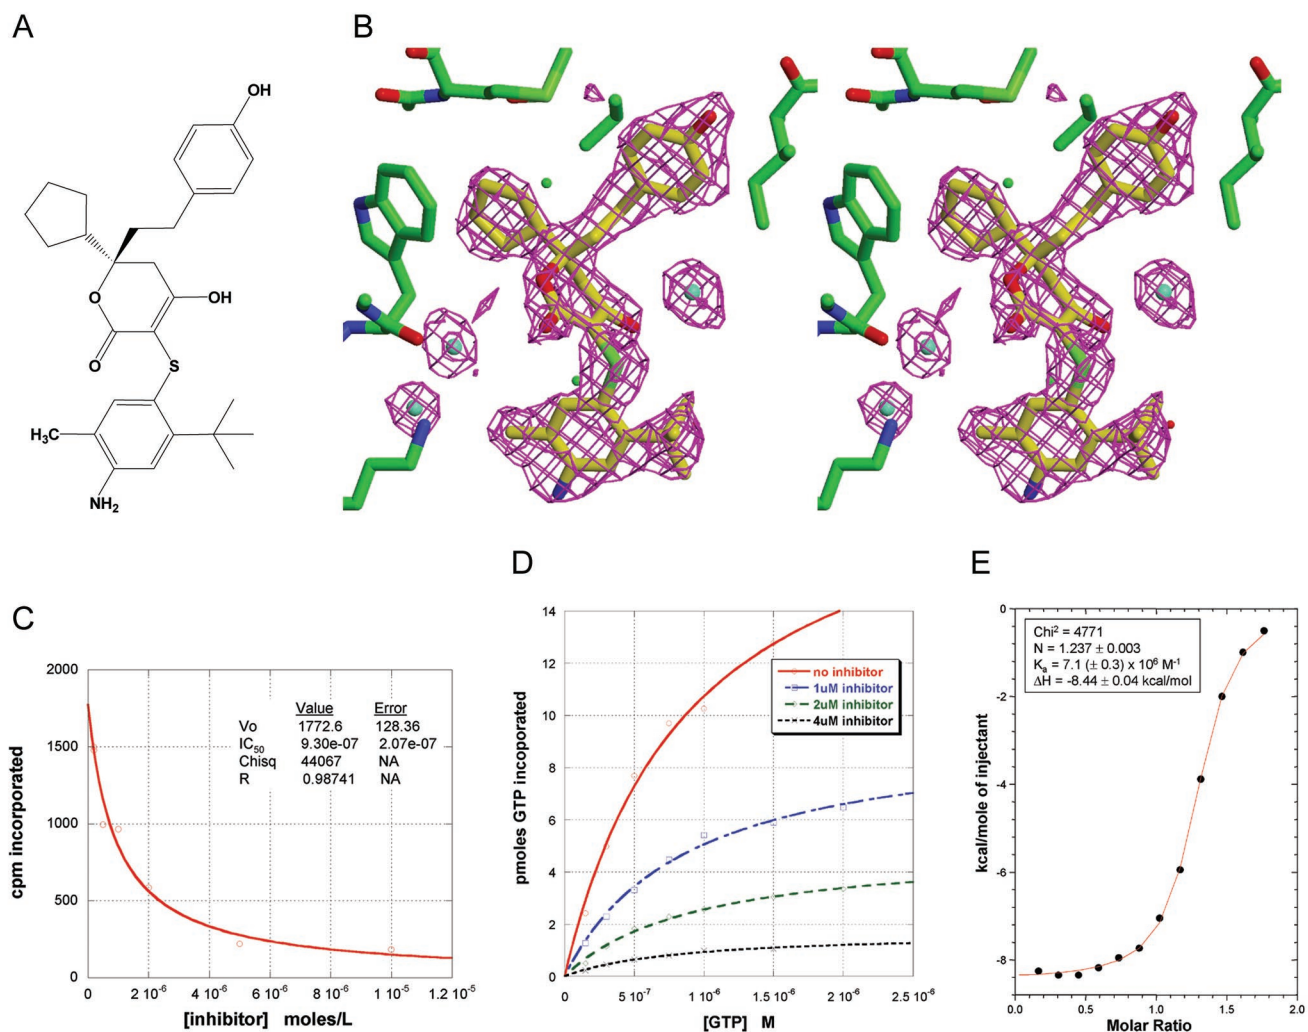 A
B
OH
O
OH
O
S
H₃C
NH₂
C
2000
1500
1000
500
0
cpm incorporated
Value Error
Vo 1772.6 128.36
IC₅₀ 9.30e-07 2.07e-07
Chisq 44067 NA
R 0.98741 NA
0 2 10⁻⁶ 4 10⁻⁶ 6 10⁻⁶ 8 10⁻⁶ 1 10⁻⁵ 1.2 10⁻⁵
[inhibitor] moles/L
D
14
12
10
8
6
4
2
0
pmoles GTP incoporated
no inhibitor
1uM inhibitor
2uM inhibitor
4uM inhibitor
0 5 10⁻⁷ 1 10⁻⁶ 1.5 10⁻⁶ 2 10⁻⁶ 2.5 10⁻⁶
[GTP] M
E
0
-2
-4
-6
-8
kcal/mole of injectant
Chi² = 4771
N = 1.237 ± 0.003
Kₐ = 7.1 (± 0.3) x 10⁶ M⁻¹
ΔH = -8.44 ± 0.04 kcal/mol
0.0 0.5 1.0 1.5 2.0
Molar Ratio